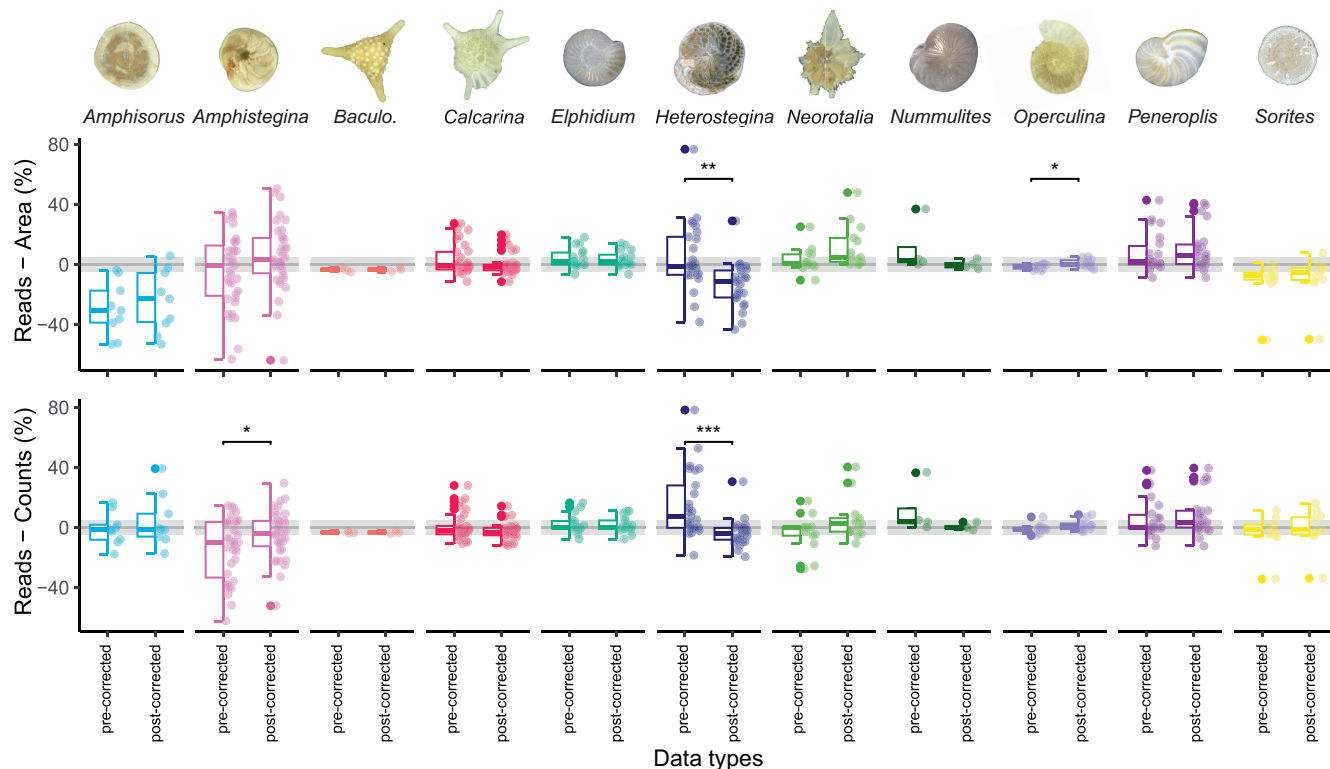 Amphisorus Amphistegina Baculo. Calcarina Elphidium Heterostegina Neorotalia Nummulites Operculina Peneroplis Sorites
Reads − Area (%)
80
40
0
−40
** *
Reads − Counts (%)
80
40
0
−40
* ***
pre-corrected post-corrected pre-corrected post-corrected pre-corrected post-corrected pre-corrected post-corrected pre-corrected post-corrected pre-corrected post-corrected pre-corrected post-corrected pre-corrected post-corrected pre-corrected post-corrected pre-corrected post-corrected pre-corrected post-corrected
Data types